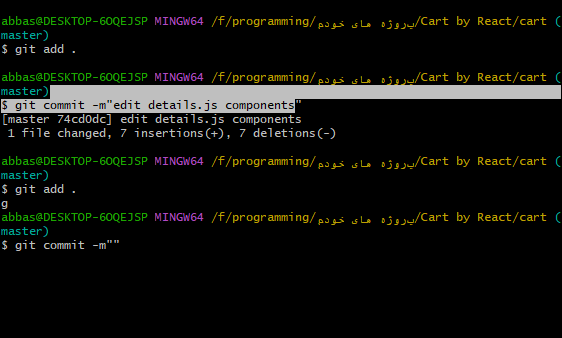 abbas@DESKTOP-6OQEJSP MINGW64 /f/programming/پروژه های خودم/Cart by React/cart (
master)
$ git add .
abbas@DESKTOP-6OQEJSP MINGW64 /f/programming/پروژه های خودم/Cart by React/cart (
master)
$ git commit -m"edit details.js components"
[master 74cd0dc] edit details.js components
 1 file changed, 7 insertions(+), 7 deletions(-)
abbas@DESKTOP-6OQEJSP MINGW64 /f/programming/پروژه های خودم/Cart by React/cart (
master)
$ git add .
g
abbas@DESKTOP-6OQEJSP MINGW64 /f/programming/پروژه های خودم/Cart by React/cart (
master)
$ git commit -m""